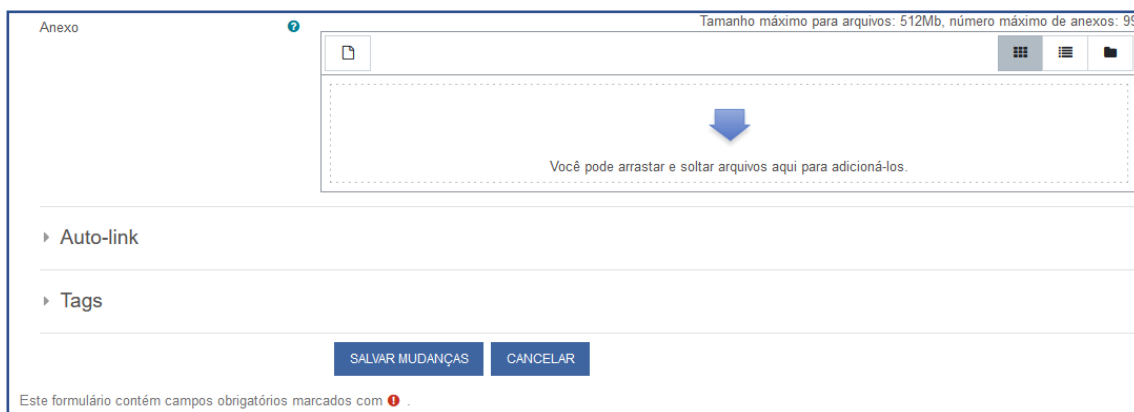 Anexo
Tamanho máximo para arquivos: 512Mb, número máximo de anexos: 99
Você pode arrastar e soltar arquivos aqui para adicioná-los.
Auto-link
Tags
SALVAR MUDANÇAS
CANCELAR
Este formulário contém campos obrigatórios marcados com .